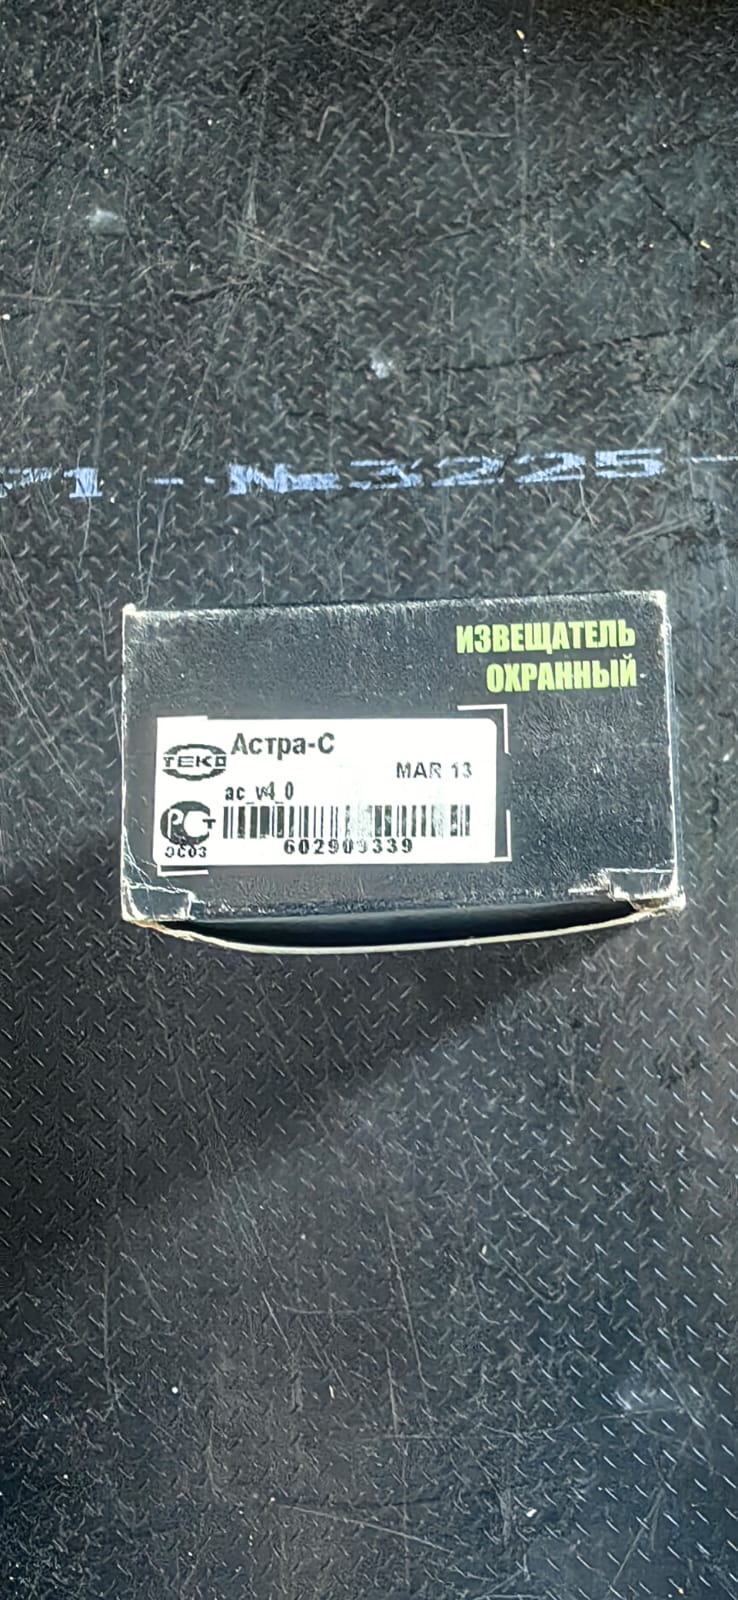 - №3225 -
ИЗВЕЩАТЕЛЬ
ОХРАННЫЙ
ТЕКО
Астра-С
MAR 13
ac_v4_0
РСТ
ОС03
602909339